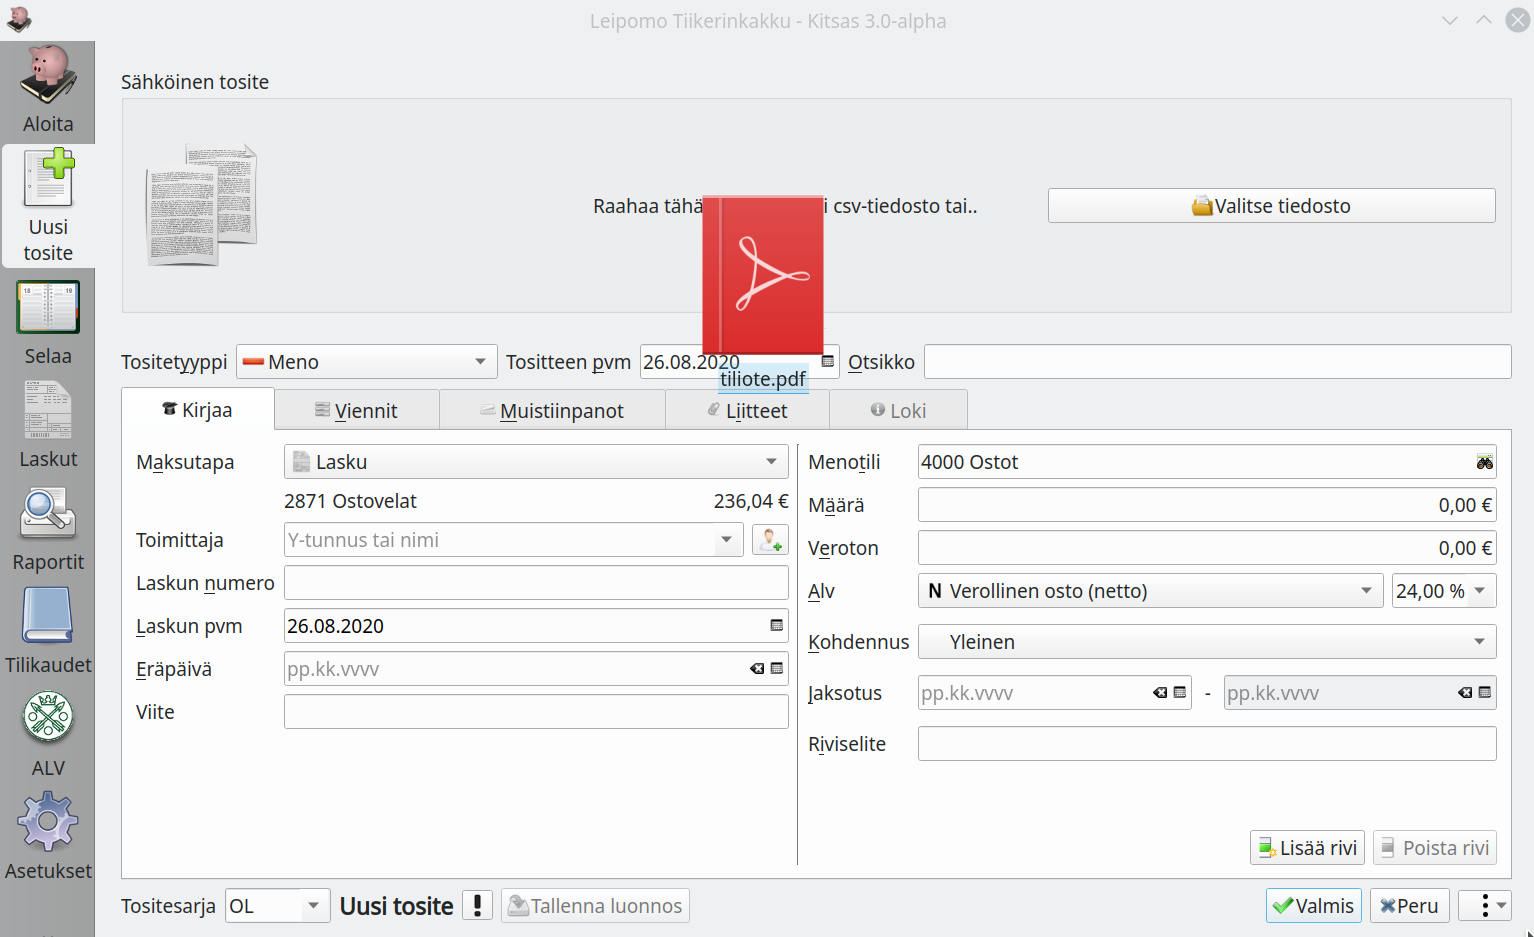 Leipomo Tiikerinkakku - Kitsas 3.0-alpha
Aloita
Uusi
tosite
Selaa
Laskut
Raportit
Tilikaudet
ALV
Asetukset
Sähköinen tosite
Raahaa tähä i csv-tiedosto tai..
Valitse tiedosto
tiliote.pdf
Tositetyyppi Meno Tositteen pvm 26.08.2020 Otsikko
Kirjaa Viennit Muistiinpanot Liitteet Loki
Maksutapa Lasku
2871 Ostovelat 236,04 €
Toimittaja Y-tunnus tai nimi
Laskun numero
Laskun pvm 26.08.2020
Eräpäivä pp.kk.vvvv
Viite
Menotili 4000 Ostot
Määrä 0,00 €
Veroton 0,00 €
Alv N Verollinen osto (netto) 24,00 %
Kohdennus Yleinen
Jaksotus pp.kk.vvvv - pp.kk.vvvv
Riviselite
Lisää rivi Poista rivi
Tositesarja OL Uusi tosite ! Tallenna luonnos Valmis Peru